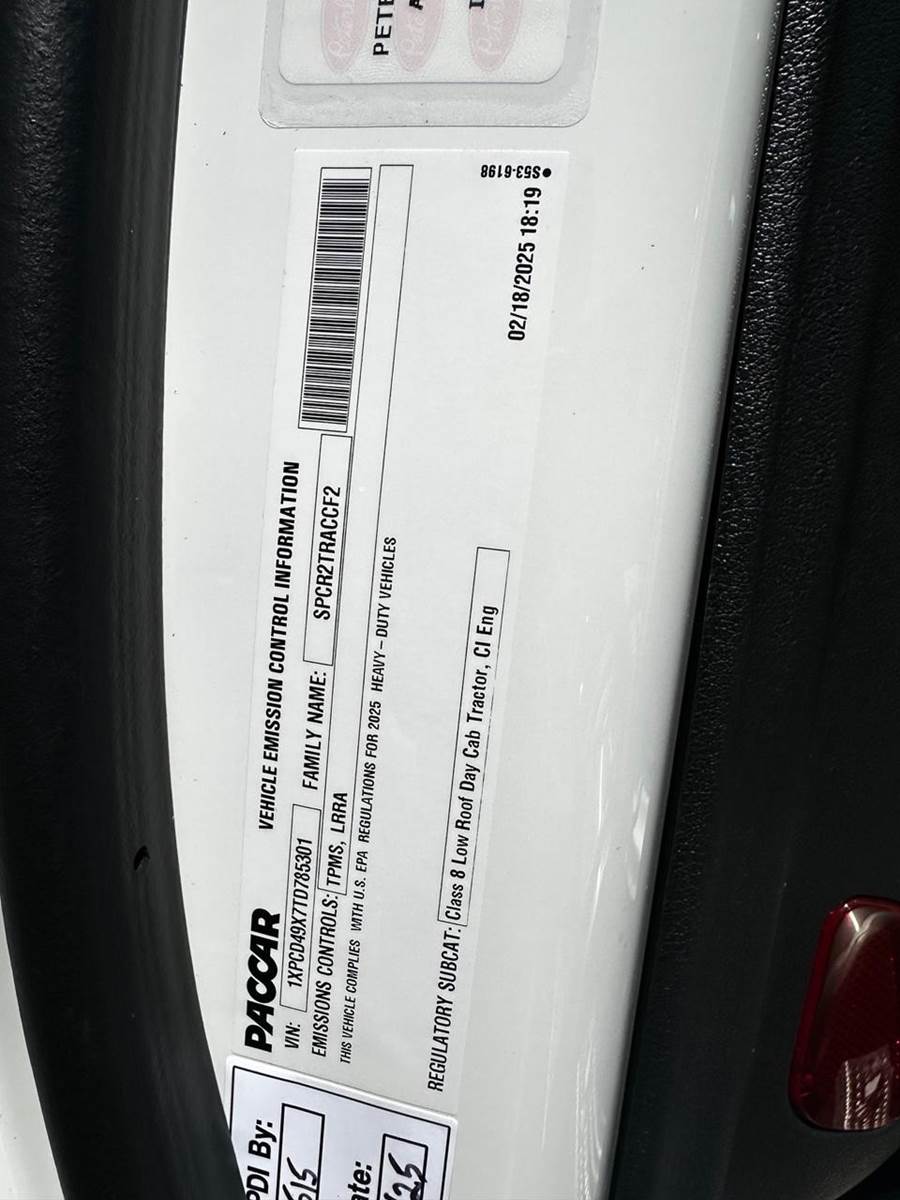 PACCAR
VEHICLE EMISSION CONTROL INFORMATION
VIN: 1XPCD49X7TD785301 FAMILY NAME: SPCR2TRACCF2
EMISSIONS CONTROLS: TPMS, LRRA
THIS VEHICLE COMPLIES WITH U.S. EPA REGULATIONS FOR 2025 HEAVY-DUTY VEHICLES
REGULATORY SUBCAT: Class 8 Low Roof Day Cab Tractor, CI Eng
02/18/2025 18:19
●S53-6198
PDI By: